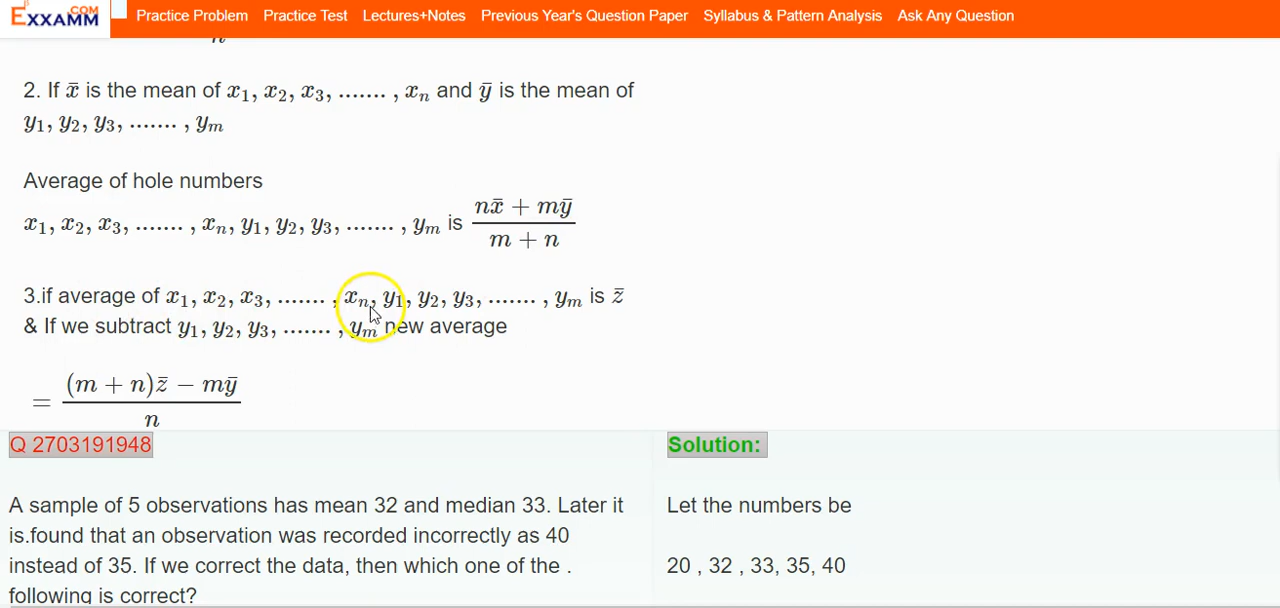 EXXAMM.COM Practice Problem Practice Test Lectures+Notes Previous Year's Question Paper Syllabus & Pattern Analysis Ask Any Question
n
2. If x̄ is the mean of x₁, x₂, x₃, ....... , xₙ and ȳ is the mean of
y₁, y₂, y₃, ....... , yₘ
Average of hole numbers
x₁, x₂, x₃, ....... , xₙ, y₁, y₂, y₃, ....... , yₘ is (nx̄ + mȳ)/(m + n)
3.if average of x₁, x₂, x₃, ....... , xₙ, y₁, y₂, y₃, ....... , yₘ is z̄
& If we subtract y₁, y₂, y₃, ....... , yₘ new average
= ((m + n)z̄ − mȳ)/n
Q 2703191948
A sample of 5 observations has mean 32 and median 33. Later it
is.found that an observation was recorded incorrectly as 40
instead of 35. If we correct the data, then which one of the .
following is correct?
Solution:
Let the numbers be
20 , 32 , 33, 35, 40